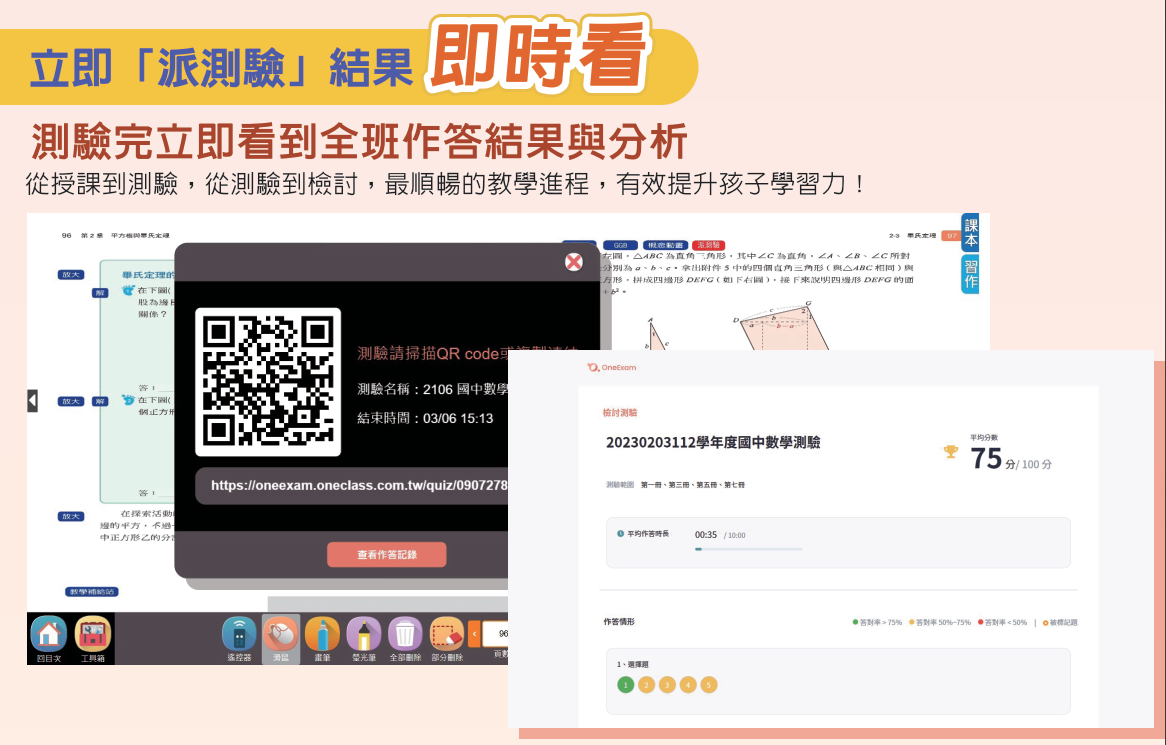 立即「派測驗」結果 即時看
測驗完立即看到全班作答結果與分析
從授課到測驗，從測驗到檢討，最順暢的教學進程，有效提升孩子學習力！
96 第2章 平方根與畢氏定理
放大
畢氏定理的
解
在下圖(
股為邊長
關係？
答：
放大
解
在下圖(
個正方形
答：
放大
在探索活動
邊的平方，不過
中正方形乙的分割
教學補給站
2-3 畢氏定理 97
課本
習作
GGB
概念動畫
派測驗
左圖，△ABC 為直角三角形，其中∠C 為直角，∠A、∠B、∠C 所對
分別為 a、b、c。拿出附件 5 中的四個直角三角形（與△ABC 相同）與
方形，拼成四邊形 DEFG（如下右圖），接下來說明四邊形 DEFG 的面
+b²。
A
b
c
D
G
c
b
a
b-a
2
1
測驗請掃描QR code或複製連結
測驗名稱：2106 國中數學
結束時間：03/06 15:13
https://oneexam.oneclass.com.tw/quiz/0907278
查看作答記錄
回目次
工具箱
遙控器
滑鼠
畫筆
螢光筆
全部刪除
部分刪除
96
頁數
OneExam
檢討測驗
20230203112學年度國中數學測驗
平均分數
75 分/ 100 分
測驗範圍 第一冊、第三冊、第五冊、第七冊
平均作答時長 00:35 / 10:00
作答情形
答對率 > 75% 答對率 50%~75% 答對率 < 50% | 被標記題
1、選擇題
1 2 3 4 5